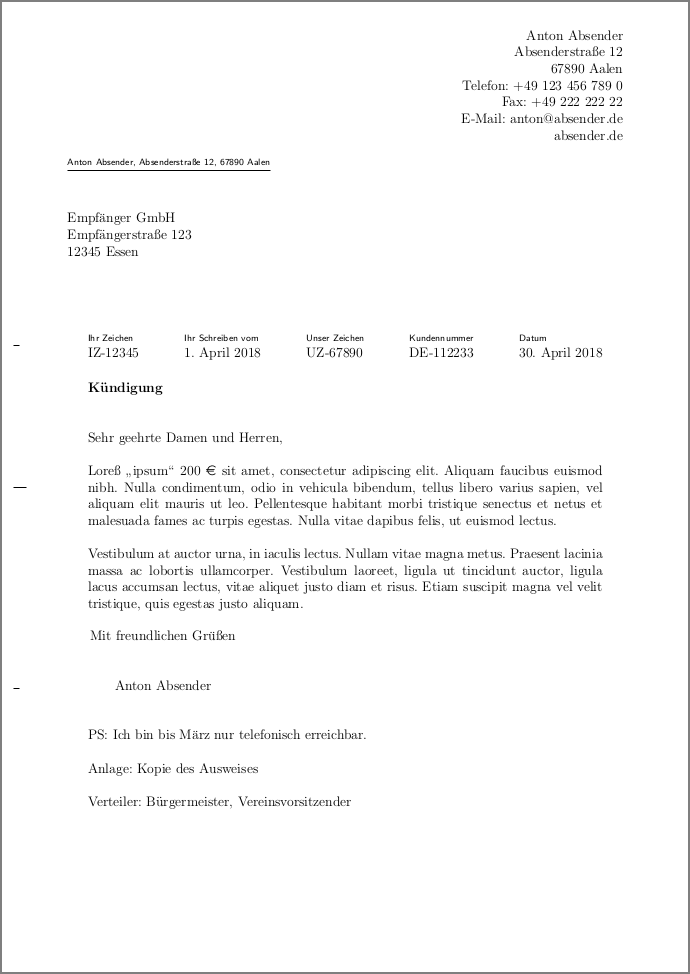 Anton Absender
Absenderstraße 12
67890 Aalen
Telefon: +49 123 456 789 0
Fax: +49 222 222 22
E-Mail: anton@absender.de
absender.de
Anton Absender, Absenderstraße 12, 67890 Aalen
Empfänger GmbH
Empfängerstraße 123
12345 Essen
Ihr Zeichen Ihr Schreiben vom Unser Zeichen Kundennummer Datum
IZ-12345 1. April 2018 UZ-67890 DE-112233 30. April 2018
Kündigung
Sehr geehrte Damen und Herren,
Loreß „ipsum“ 200 € sit amet, consectetur adipiscing elit. Aliquam faucibus euismod
nibh. Nulla condimentum, odio in vehicula bibendum, tellus libero varius sapien, vel
aliquam elit mauris ut leo. Pellentesque habitant morbi tristique senectus et netus et
malesuada fames ac turpis egestas. Nulla vitae dapibus felis, ut euismod lectus.
Vestibulum at auctor urna, in iaculis lectus. Nullam vitae magna metus. Praesent lacinia
massa ac lobortis ullamcorper. Vestibulum laoreet, ligula ut tincidunt auctor, ligula
lacus accumsan lectus, vitae aliquet justo diam et risus. Etiam suscipit magna vel velit
tristique, quis egestas justo aliquam.
Mit freundlichen Grüßen
Anton Absender
PS: Ich bin bis März nur telefonisch erreichbar.
Anlage: Kopie des Ausweises
Verteiler: Bürgermeister, Vereinsvorsitzender